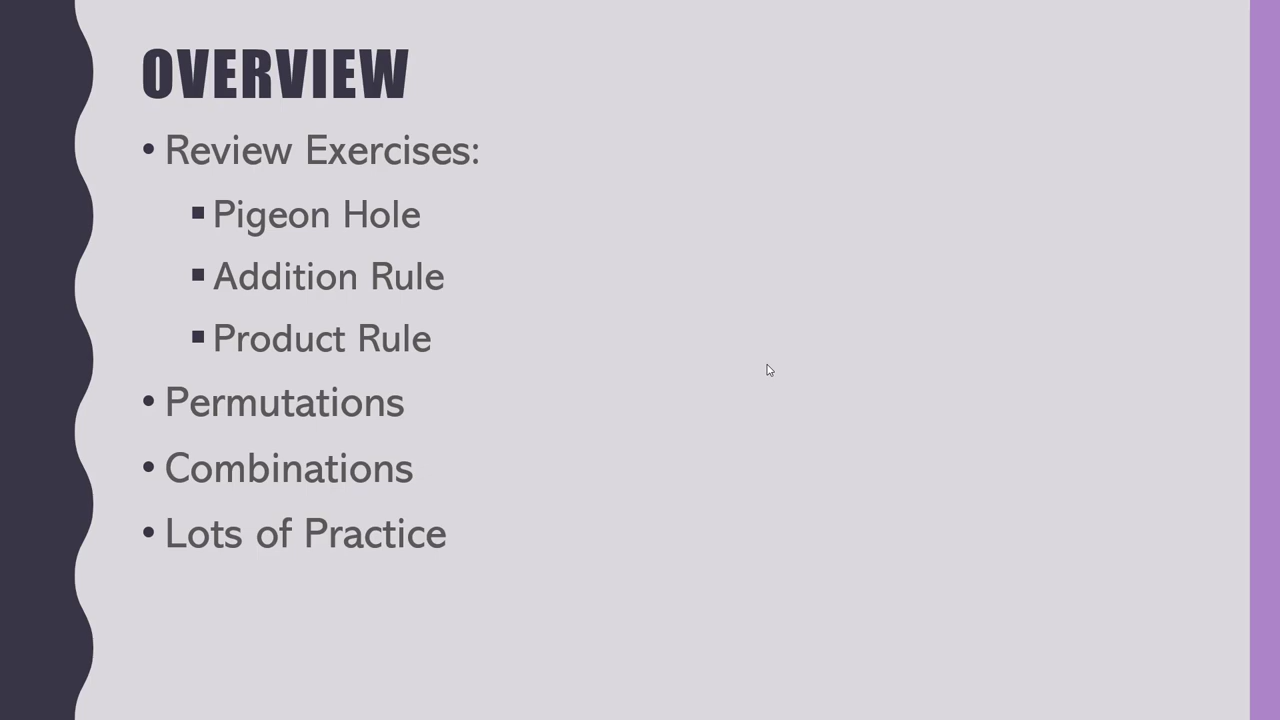 OVERVIEW
• Review Exercises:
▪ Pigeon Hole
▪ Addition Rule
▪ Product Rule
• Permutations
• Combinations
• Lots of Practice